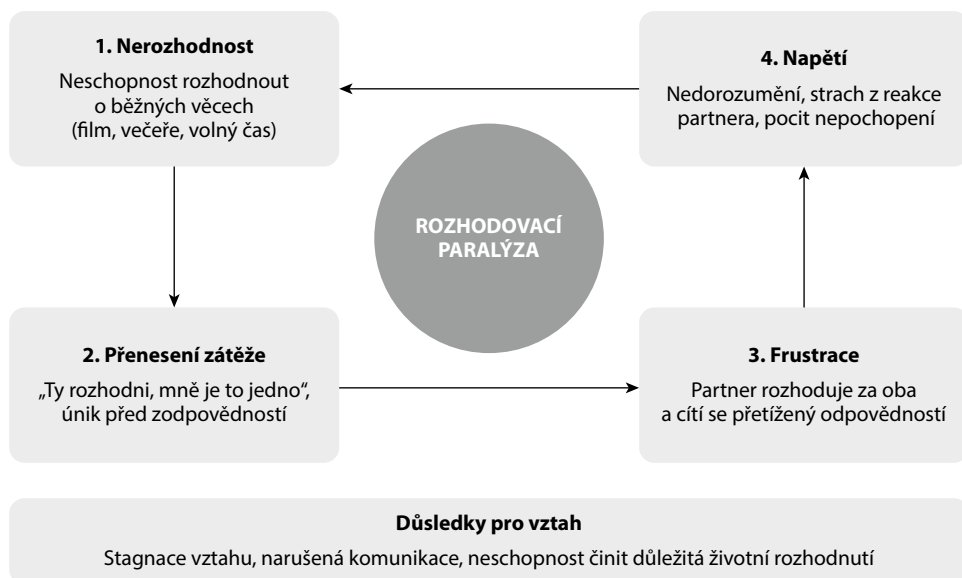 1. Nerozhodnost
Neschopnost rozhodnout
o běžných věcech
(film, večeře, volný čas)
4. Napětí
Nedorozumění, strach z reakce
partnera, pocit nepochopení
ROZHODOVACÍ
PARALÝZA
2. Přenesení zátěže
„Ty rozhodni, mně je to jedno“,
únik před zodpovědností
3. Frustrace
Partner rozhoduje za oba
a cítí se přetížený odpovědností
Důsledky pro vztah
Stagnace vztahu, narušená komunikace, neschopnost činit důležitá životní rozhodnutí